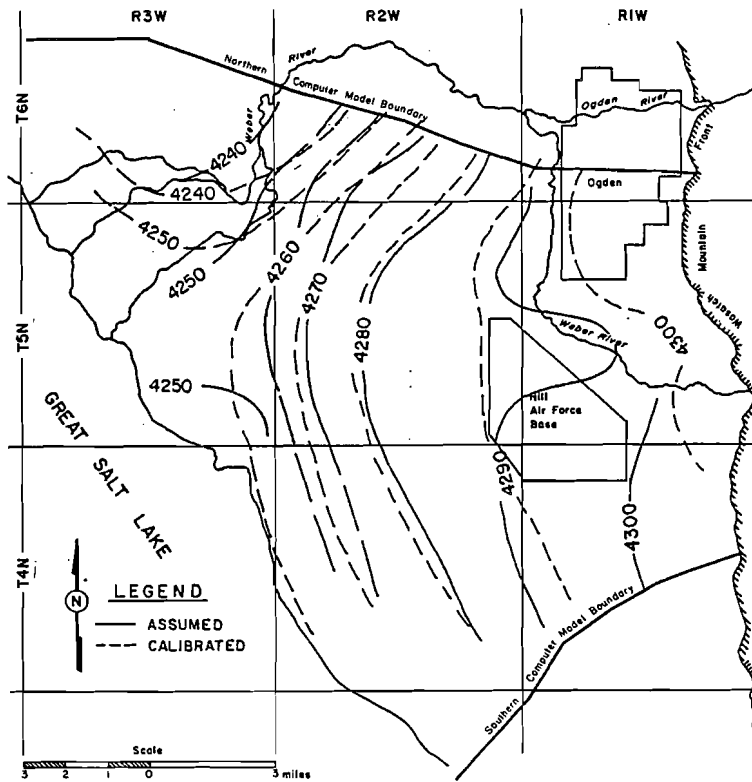 R3W
R2W
R1W
T6N
T5N
T4N
Northern Computer Model Boundary
River
Weber
Ogden River
Front
Mountain
Wasatch
Ogden
4240
4240
4250
4250
4260
4270
4280
4250
4290
4300
4300
Weber River
Hill
Air Force
Base
GREAT
SALT LAKE
N
LEGEND
ASSUMED
CALIBRATED
Southern Computer Model Boundary
Scale
3 2 1 0 3 miles